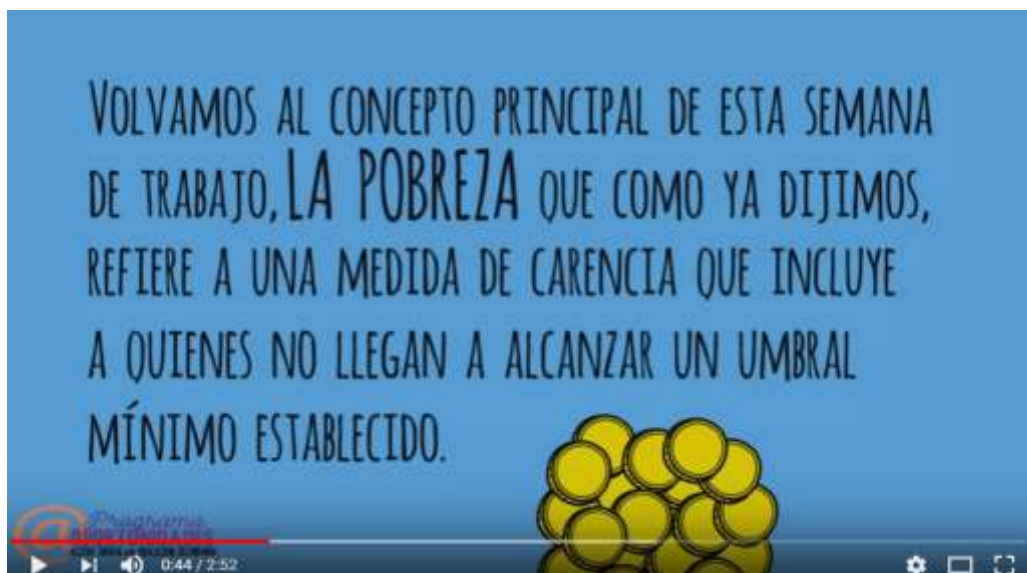 VOLVAMOS AL CONCEPTO PRINCIPAL DE ESTA SEMANA
DE TRABAJO, LA POBREZA QUE COMO YA DIJIMOS,
REFIERE A UNA MEDIDA DE CARENCIA QUE INCLUYE
A QUIENES NO LLEGAN A ALCANZAR UN UMBRAL
MÍNIMO ESTABLECIDO.
Programa
0:44 / 2:52